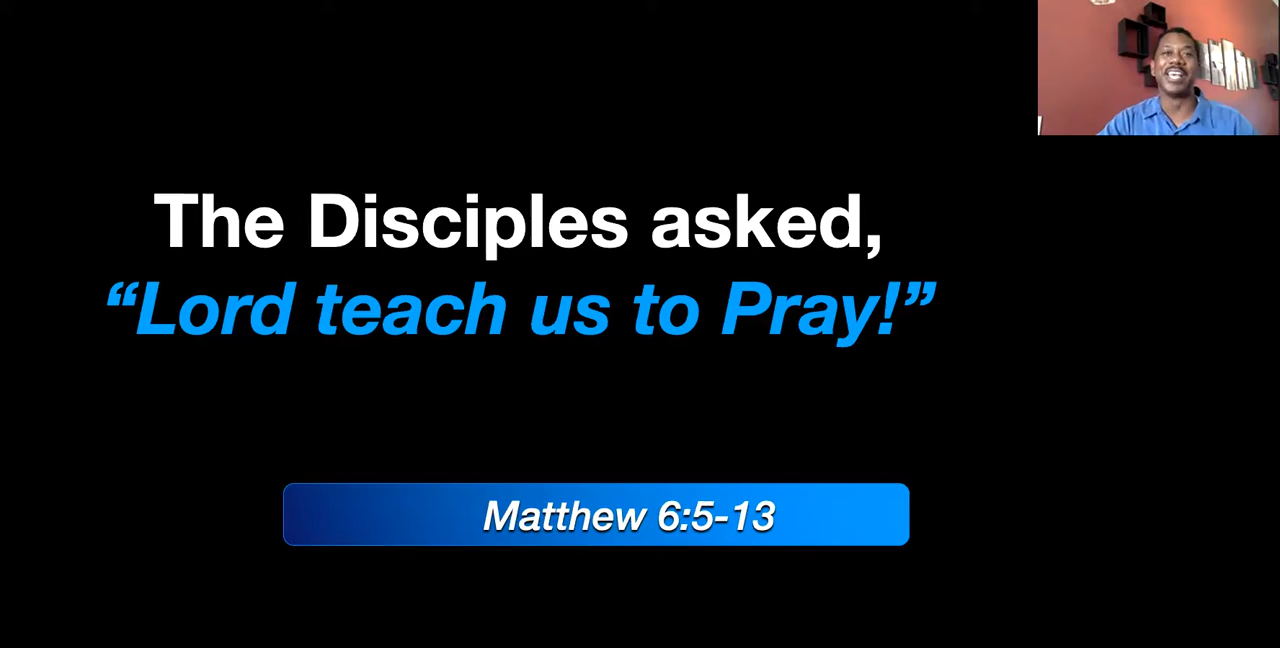 The Disciples asked,
“Lord teach us to Pray!”
Matthew 6:5-13